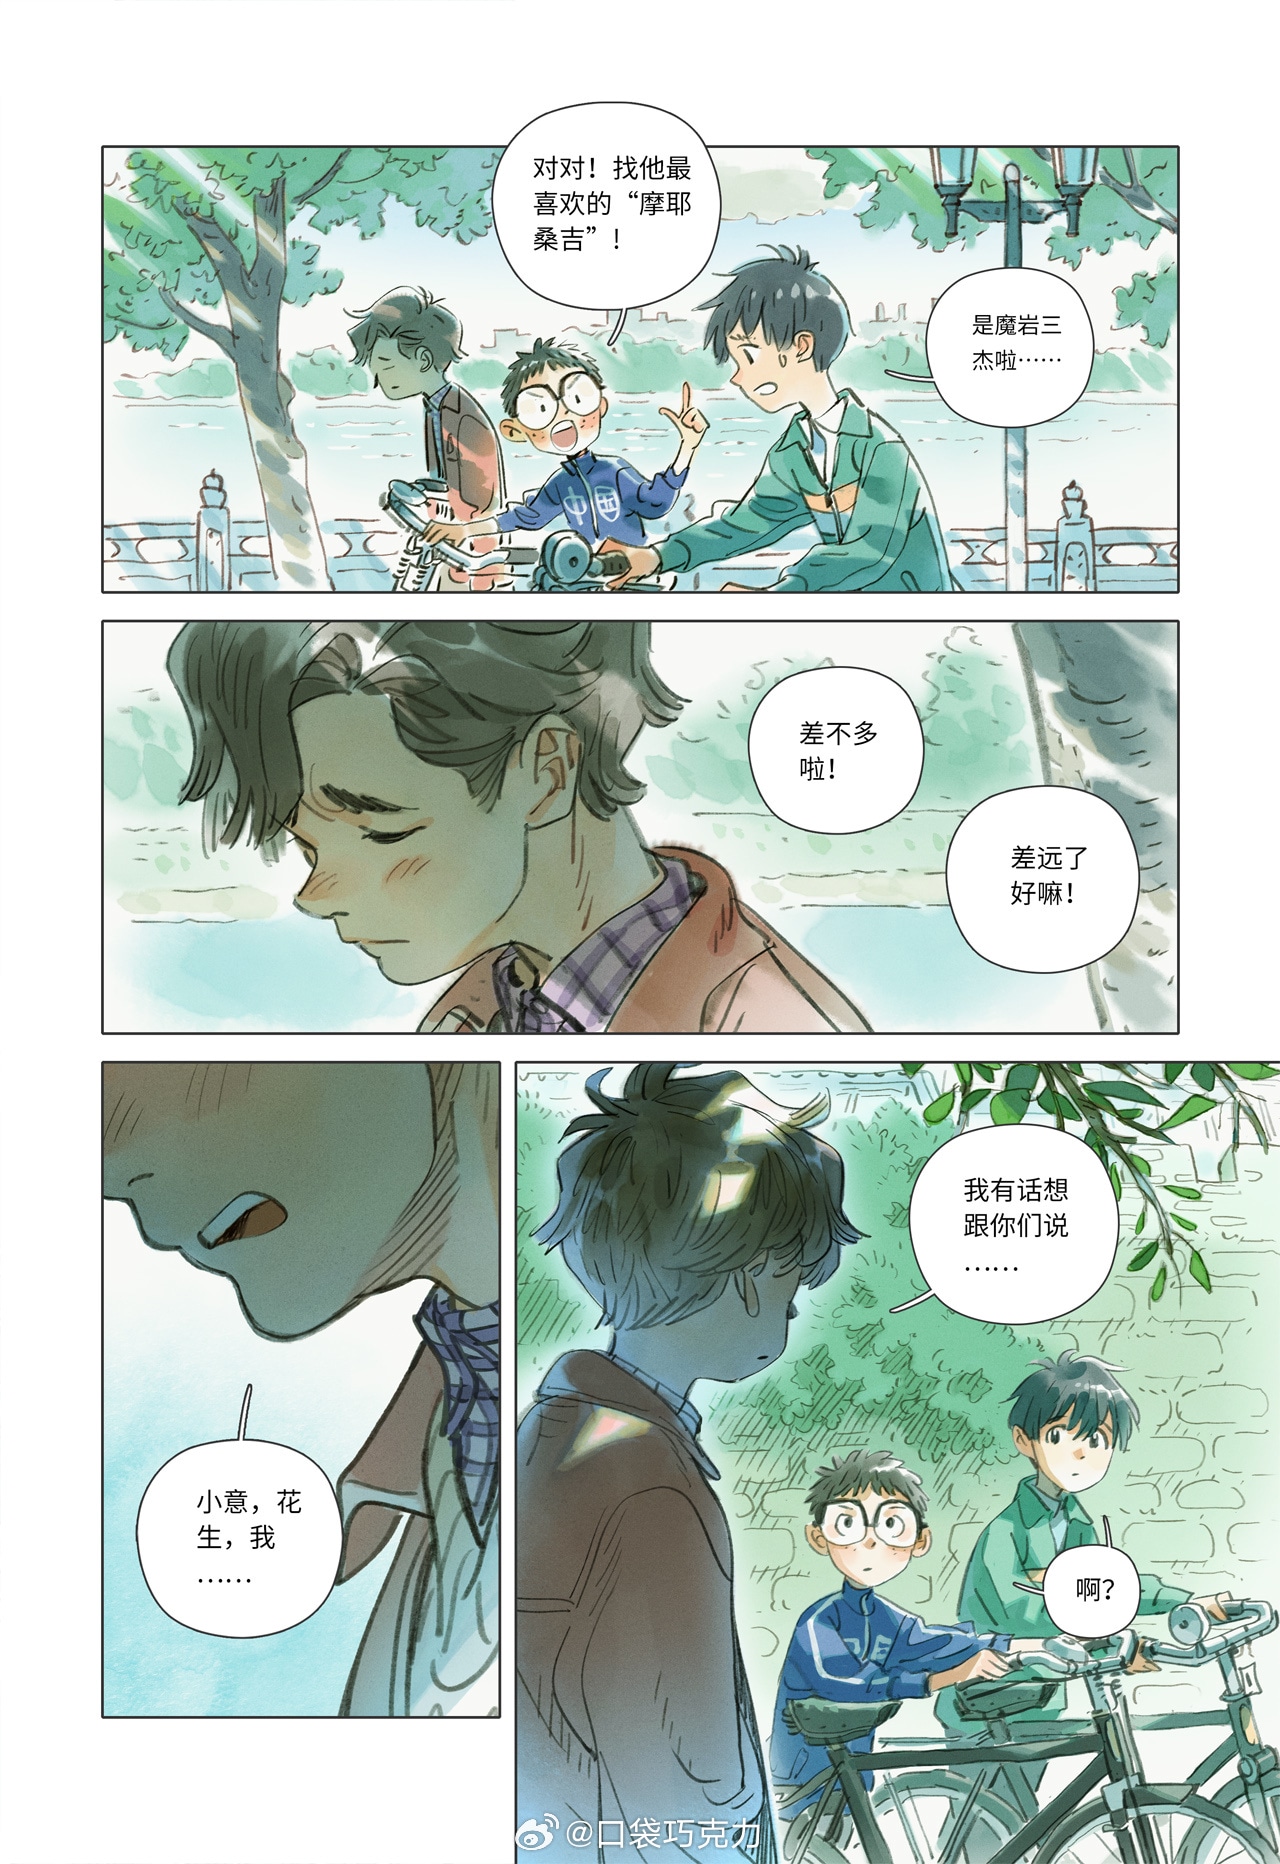 对对！找他最
喜欢的“摩耶
桑吉”！
是魔岩三
杰啦……
中国
差不多
啦！
差远了
好嘛！
小意，花
生，我
……
我有话想
跟你们说
……
啊？
@口袋巧克力